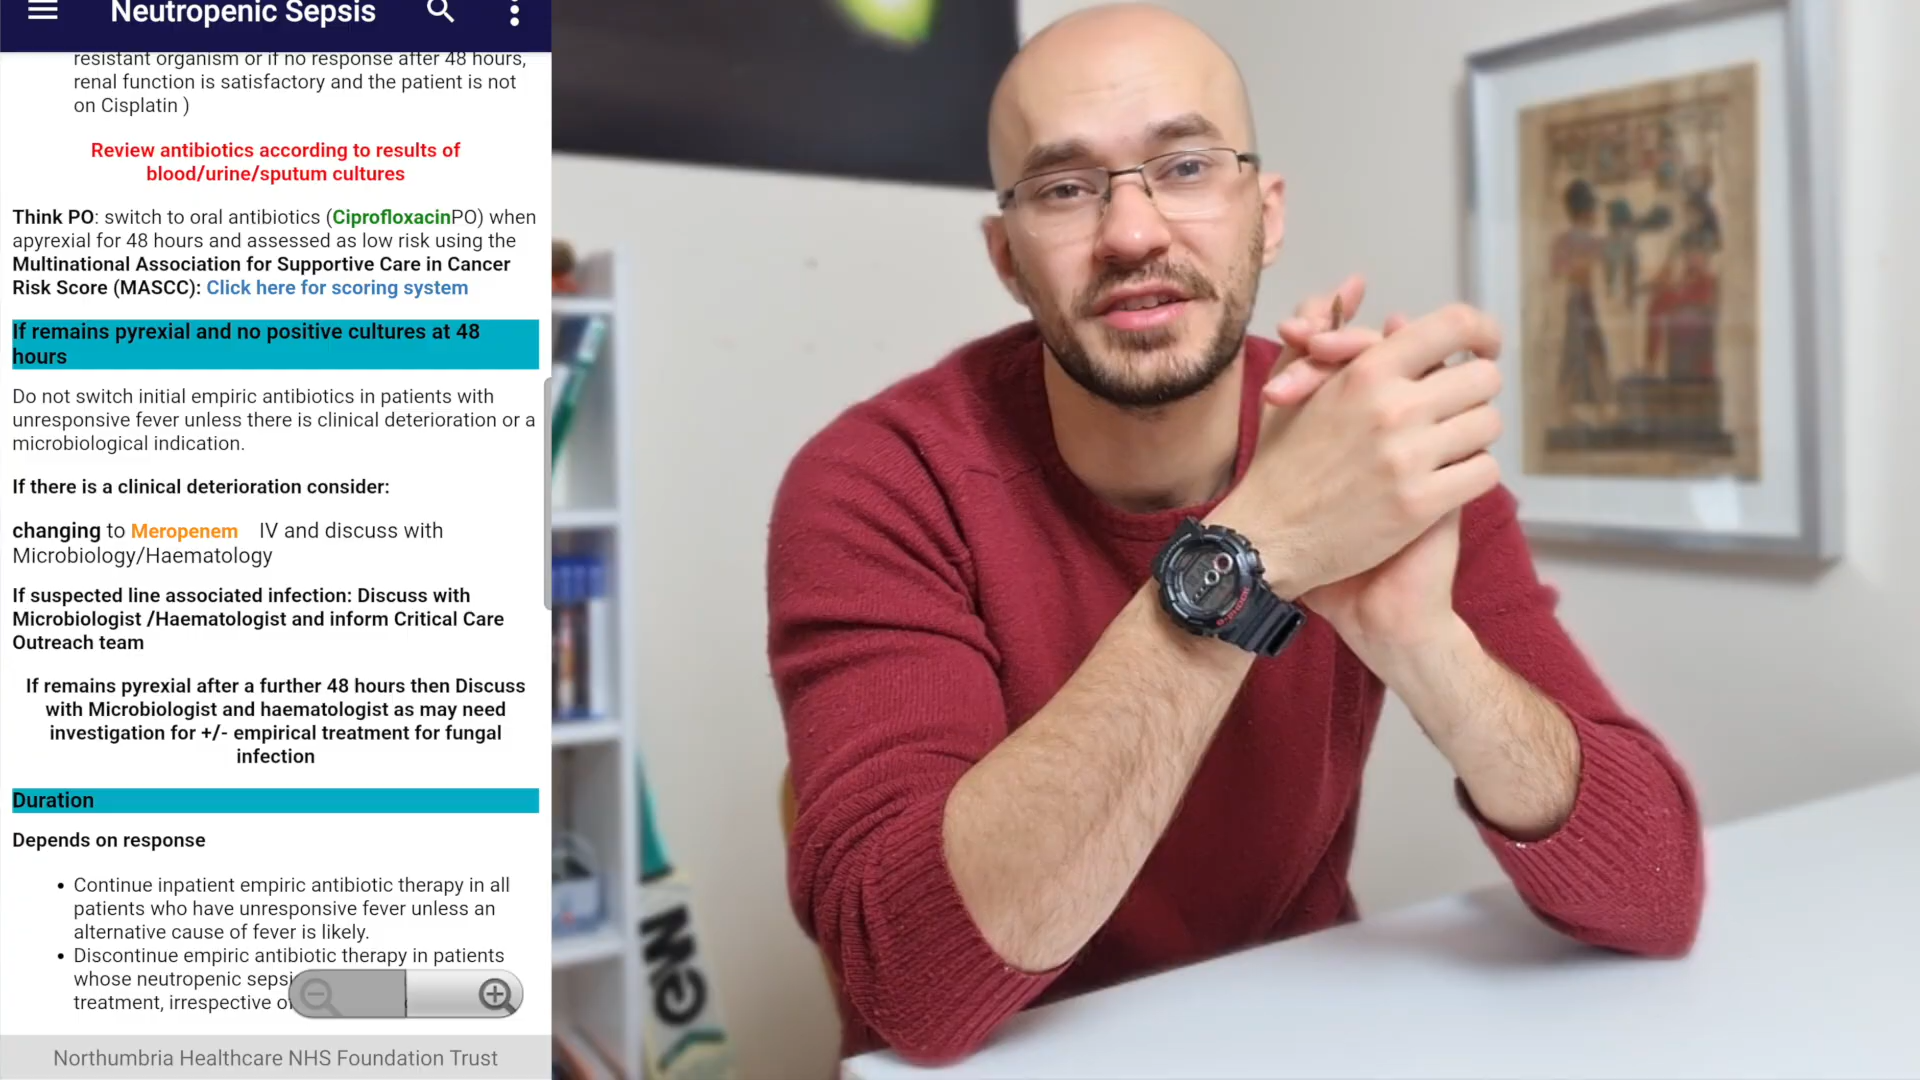 Neutropenic Sepsis
resistant organism or if no response after 48 hours,
renal function is satisfactory and the patient is not
on Cisplatin )
Review antibiotics according to results of
blood/urine/sputum cultures
Think PO: switch to oral antibiotics (CiprofloxacinPO) when
apyrexial for 48 hours and assessed as low risk using the
Multinational Association for Supportive Care in Cancer
Risk Score (MASCC): Click here for scoring system
If remains pyrexial and no positive cultures at 48
hours
Do not switch initial empiric antibiotics in patients with
unresponsive fever unless there is clinical deterioration or a
microbiological indication.
If there is a clinical deterioration consider:
changing to Meropenem IV and discuss with
Microbiology/Haematology
If suspected line associated infection: Discuss with
Microbiologist /Haematologist and inform Critical Care
Outreach team
If remains pyrexial after a further 48 hours then Discuss
with Microbiologist and haematologist as may need
investigation for +/- empirical treatment for fungal
infection
Duration
Depends on response
• Continue inpatient empiric antibiotic therapy in all
patients who have unresponsive fever unless an
alternative cause of fever is likely.
• Discontinue empiric antibiotic therapy in patients
whose neutropenic
treatment, irrespective
Northumbria Healthcare NHS Foundation Trust
G-SHOCK